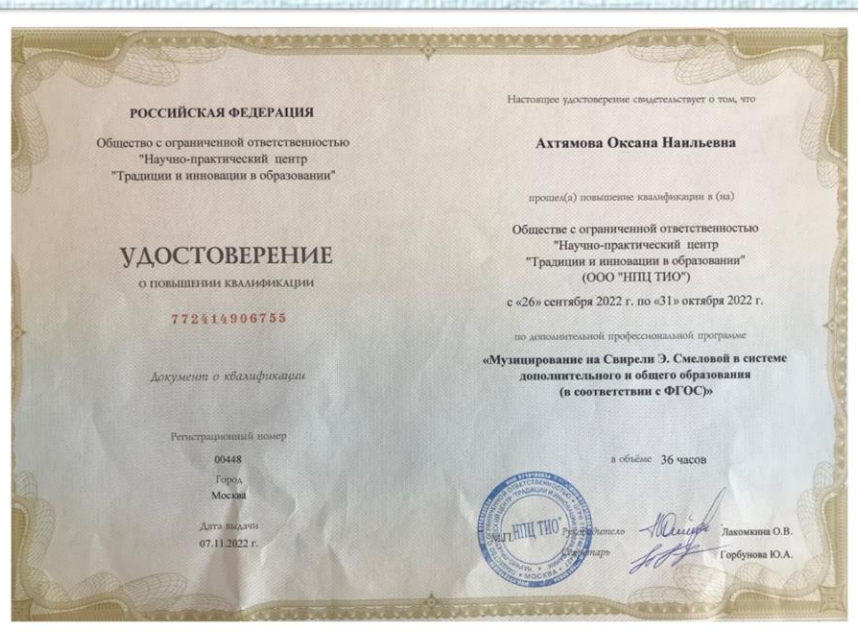 РОССИЙСКАЯ ФЕДЕРАЦИЯ
Общество с ограниченной ответственностью
"Научно-практический центр
"Традиции и инновации в образовании"
УДОСТОВЕРЕНИЕ
О ПОВЫШЕНИИ КВАЛИФИКАЦИИ
772414906755
Документ о квалификации
Регистрационный номер
00448
Город
Москва
Дата выдачи
07.11.2022 г.
Настоящее удостоверение свидетельствует о том, что
Ахтямова Оксана Наильевна
прошел(а) повышение квалификации в (на)
Обществе с ограниченной ответственностью
"Научно-практический центр
"Традиции и инновации в образовании"
(ООО "НПЦ ТИО")
с «26» сентября 2022 г. по «31» октября 2022 г.
по дополнительной профессиональной программе
«Музицирование на Свирели Э. Смеловой в системе
дополнительного и общего образования
(в соответствии с ФГОС)»
в объёме 36 часов
М.П.
НПЦ ТИО"
Руководитель Лакомкина О.В.
Секретарь Горбунова Ю.А.
МОСКВА